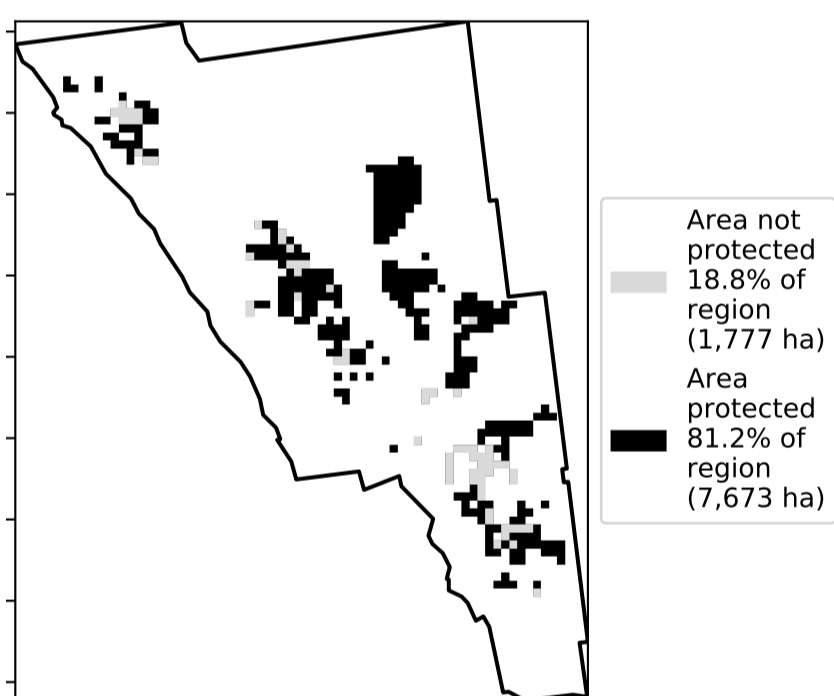 Area not
protected
18.8% of
region
(1,777 ha)
Area
protected
81.2% of
region
(7,673 ha)